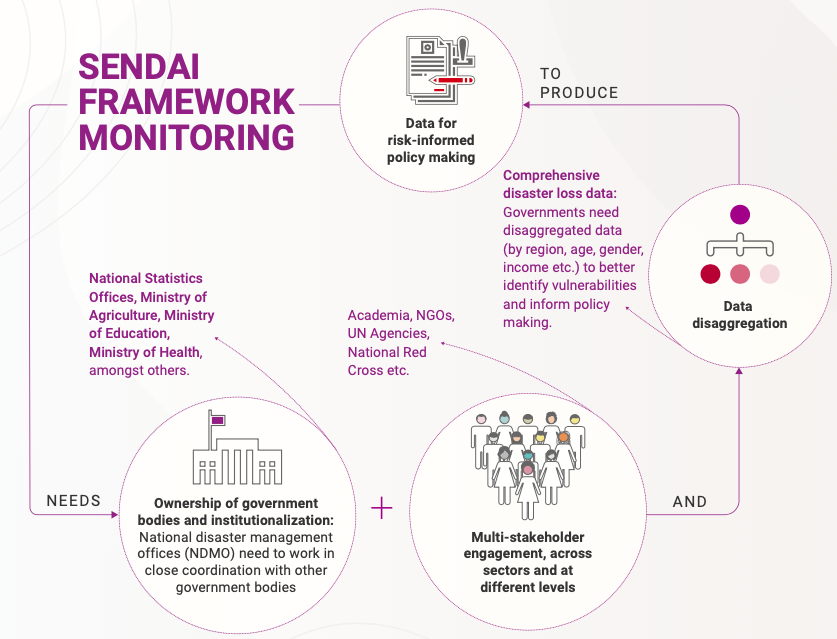 SENDAI
FRAMEWORK
MONITORING
Data for
risk-informed
policy making
TO
PRODUCE
Comprehensive
disaster loss data:
Governments need
disaggregated data
(by region, age, gender,
income etc.) to better
identify vulnerabilities
and inform policy
making.
Data
disaggregation
National Statistics
Offices, Ministry of
Agriculture, Ministry
of Education,
Ministry of Health,
amongst others.
Academia, NGOs,
UN Agencies,
National Red
Cross etc.
NEEDS
Ownership of government
bodies and institutionalization:
National disaster management
offices (NDMO) need to work in
close coordination with other
government bodies
+
Multi-stakeholder
engagement, across
sectors and at
different levels
AND